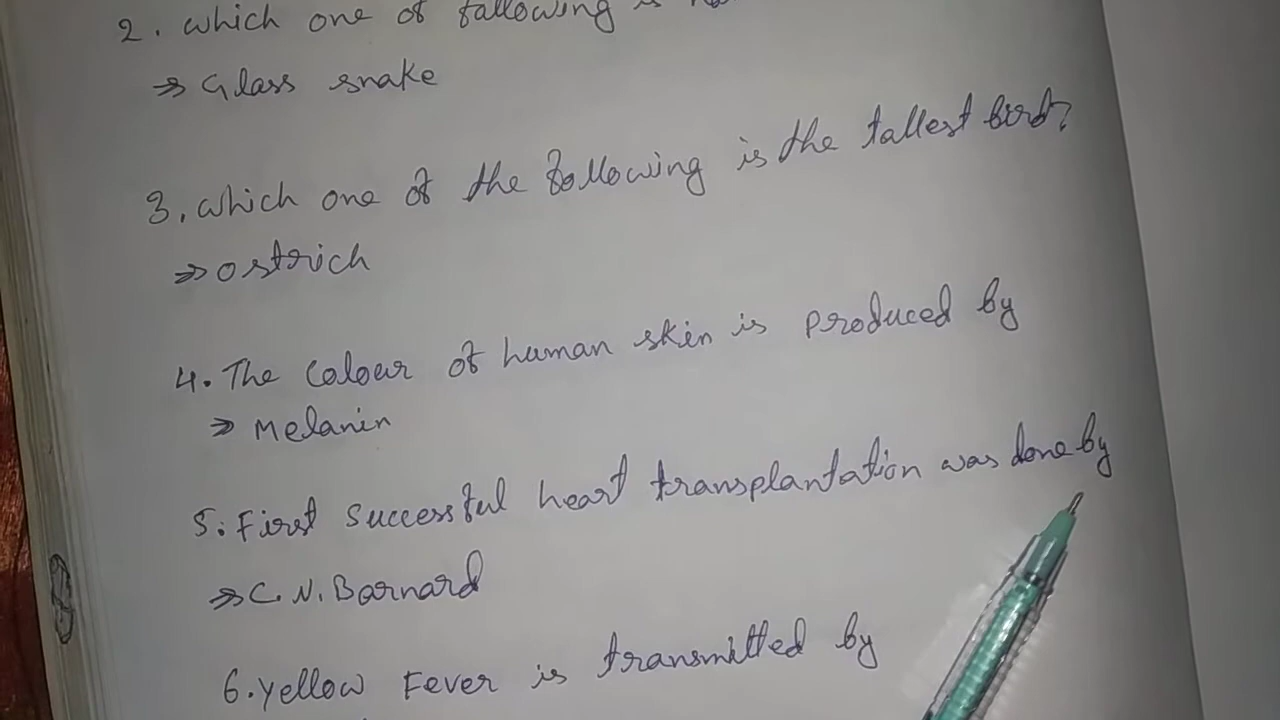 2. which one of following is
⇒ Glass snake
3. which one of the following is the tallest bird?
⇒ Ostrich
4. The Colour of human skin is produced by
⇒ Melanin
5. First successful heart transplantation was done by
⇒ C. N. Barnard
6. Yellow Fever is transmitted by